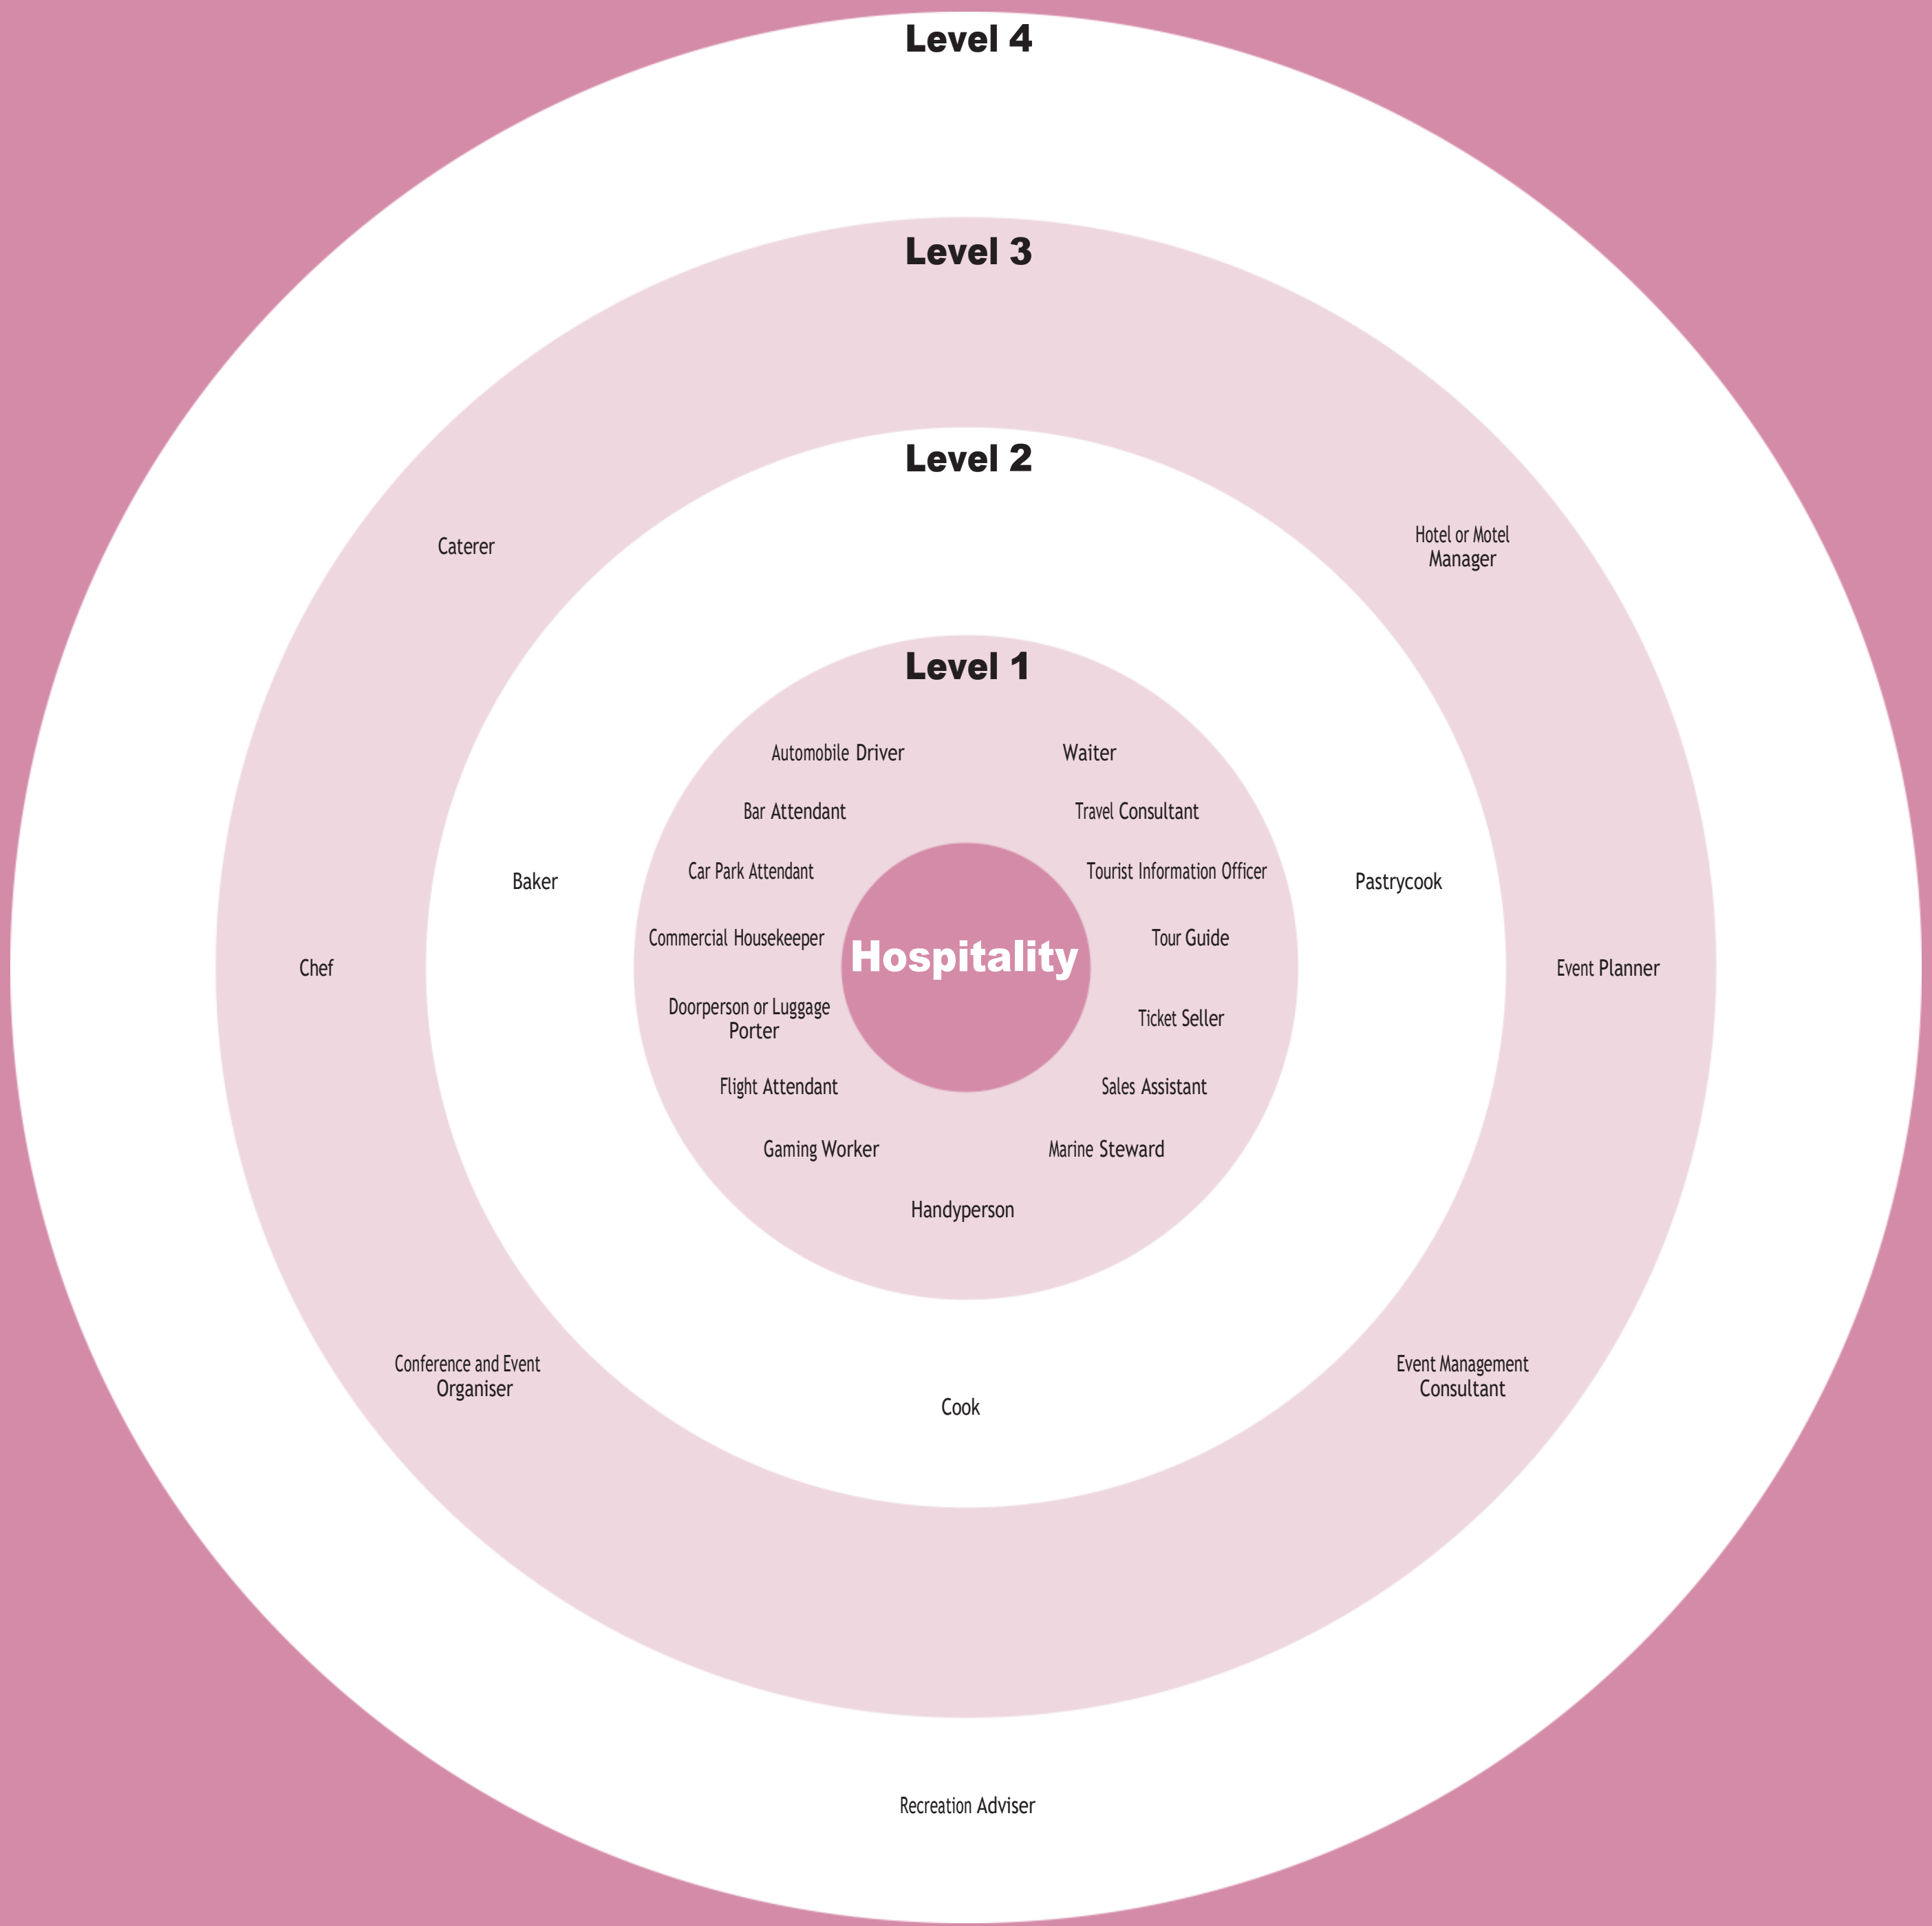 Level 4
Level 3
Level 2
Level 1
Caterer
Hotel or Motel
Manager
Automobile Driver
Waiter
Bar Attendant
Travel Consultant
Car Park Attendant
Tourist Information Officer
Baker
Pastrycook
Commercial Housekeeper
Hospitality
Tour Guide
Chef
Event Planner
Doorperson or Luggage
Porter
Ticket Seller
Flight Attendant
Sales Assistant
Gaming Worker
Marine Steward
Handyperson
Conference and Event
Organiser
Event Management
Consultant
Cook
Recreation Adviser